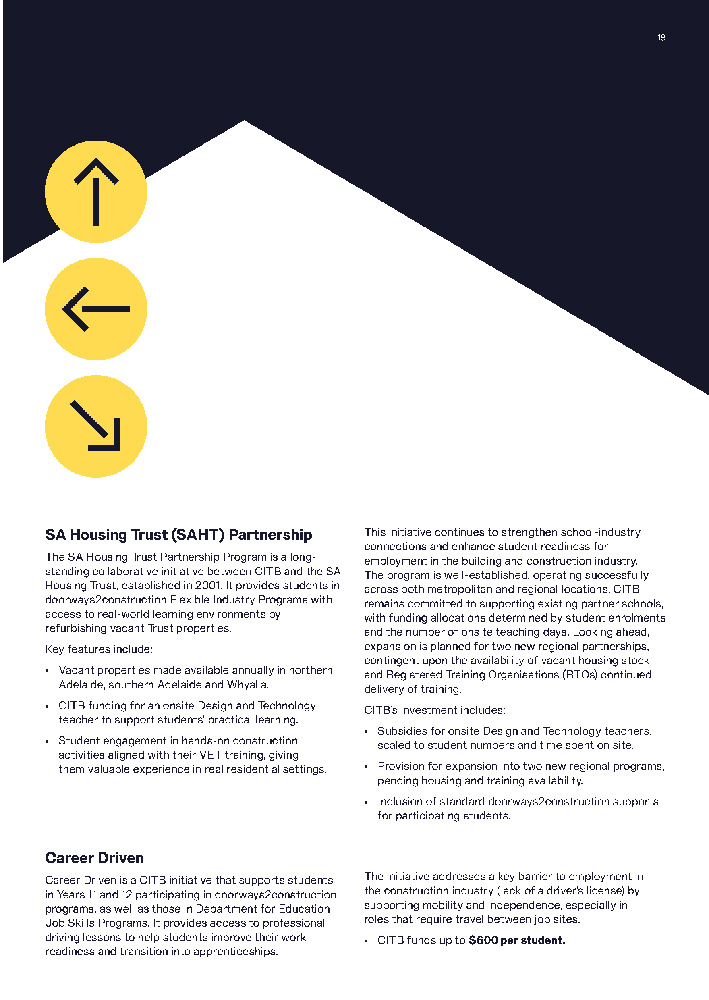 19
SA Housing Trust (SAHT) Partnership
The SA Housing Trust Partnership Program is a long-
standing collaborative initiative between CITB and the SA
Housing Trust, established in 2001. It provides students in
doorways2construction Flexible Industry Programs with
access to real-world learning environments by
refurbishing vacant Trust properties.
Key features include:
• Vacant properties made available annually in northern
Adelaide, southern Adelaide and Whyalla.
• CITB funding for an onsite Design and Technology
teacher to support students’ practical learning.
• Student engagement in hands-on construction
activities aligned with their VET training, giving
them valuable experience in real residential settings.
This initiative continues to strengthen school-industry
connections and enhance student readiness for
employment in the building and construction industry.
The program is well-established, operating successfully
across both metropolitan and regional locations. CITB
remains committed to supporting existing partner schools,
with funding allocations determined by student enrolments
and the number of onsite teaching days. Looking ahead,
expansion is planned for two new regional partnerships,
contingent upon the availability of vacant housing stock
and Registered Training Organisations (RTOs) continued
delivery of training.
CITB’s investment includes:
• Subsidies for onsite Design and Technology teachers,
scaled to student numbers and time spent on site.
• Provision for expansion into two new regional programs,
pending housing and training availability.
• Inclusion of standard doorways2construction supports
for participating students.
Career Driven
Career Driven is a CITB initiative that supports students
in Years 11 and 12 participating in doorways2construction
programs, as well as those in Department for Education
Job Skills Programs. It provides access to professional
driving lessons to help students improve their work-
readiness and transition into apprenticeships.
The initiative addresses a key barrier to employment in
the construction industry (lack of a driver’s license) by
supporting mobility and independence, especially in
roles that require travel between job sites.
• CITB funds up to $600 per student.